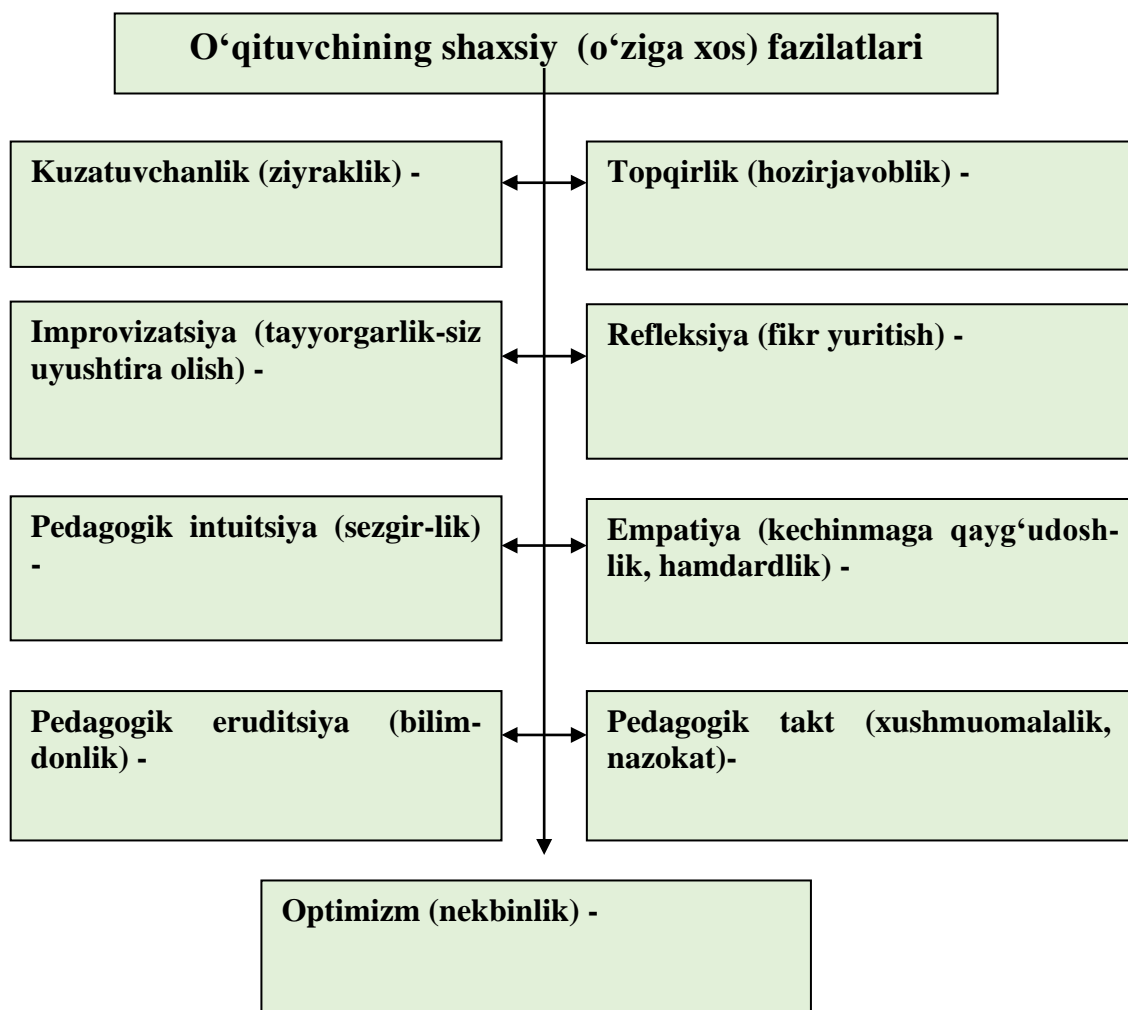 O‘qituvchining shaxsiy (o‘ziga xos) fazilatlari
Kuzatuvchanlik (ziyraklik) -
Topqirlik (hozirjavoblik) -
Improvizatsiya (tayyorgarlik-siz
uyushtira olish) -
Refleksiya (fikr yuritish) -
Pedagogik intuitsiya (sezgir-lik)
-
Empatiya (kechinmaga qayg‘udosh-
lik, hamdardlik) -
Pedagogik eruditsiya (bilim-
donlik) -
Pedagogik takt (xushmuomalalik,
nazokat)-
Optimizm (nekbinlik) -